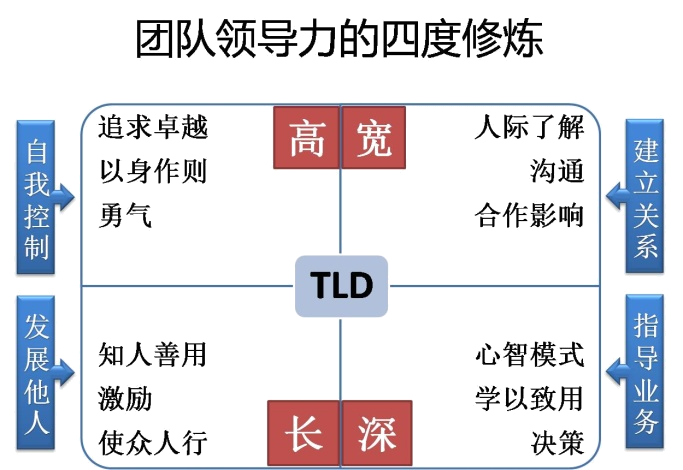 团队领导力的四度修炼
自我控制
追求卓越
以身作则
勇气
高
宽
人际了解
沟通
合作影响
建立关系
TLD
发展他人
知人善用
激励
使众人行
长
深
心智模式
学以致用
决策
指导业务